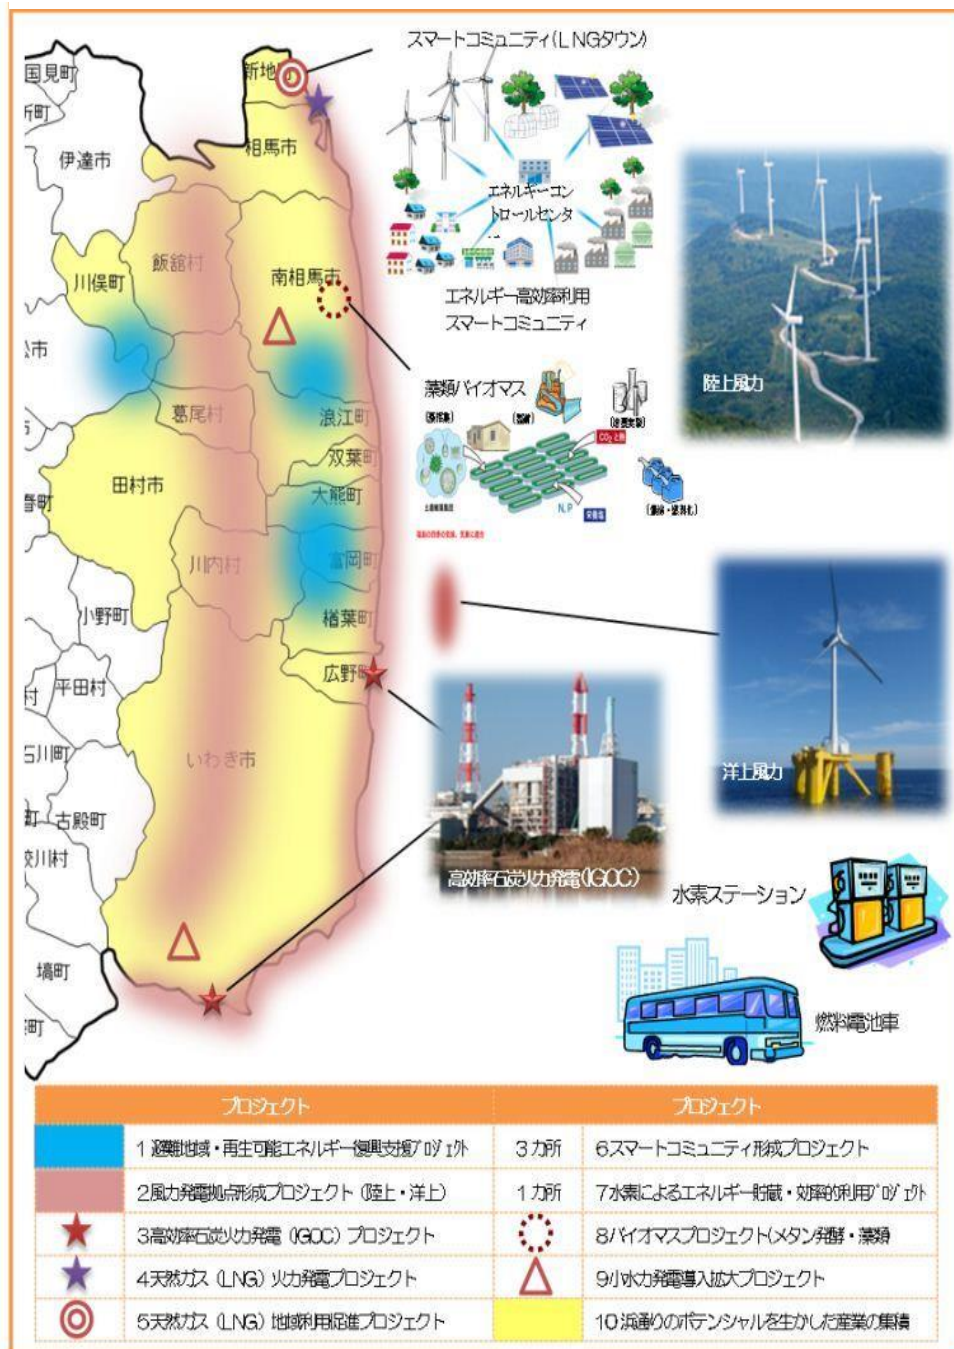 スマートコミュニティ(LNGタウン)
国見町
新地町
相馬市
伊達市
エネルギーコン
トロールセンタ
飯舘村
川俣町
南相馬市
エネルギー高効率利用
スマートコミュニティ
陸上風力
藻類バイオマス
葛尾村
浪江町
双葉町
CO₂と熱
田村市
大熊町
N, P
栄養塩
川内村
富岡町
小野町
楢葉町
広野町
平田村
石川町
いわき市
洋上風力
古殿町
鮫川村
高効率石炭火力発電(IGCC)
水素ステーション
塙町
燃料電池車
プロジェクト
プロジェクト
1 避難地域・再生可能エネルギー復興支援プロジェクト
3カ所
6スマートコミュニティ形成プロジェクト
2風力発電拠点形成プロジェクト（陸上・洋上）
1カ所
7水素によるエネルギー貯蔵・効率的利用プロジェクト
3高効率石炭火力発電（IGCC）プロジェクト
8バイオマスプロジェクト(メタン発酵・藻類
4天然ガス（LNG）火力発電プロジェクト
9小水力発電導入拡大プロジェクト
5天然ガス（LNG）地域利用促進プロジェクト
10浜通りのポテンシャルを生かした産業の集積